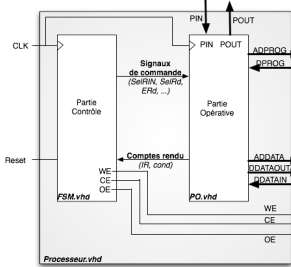 PIN
POUT
CLK
PIN POUT
ADPROG
DPROG
Signaux
de commande
(SelRIN, SelRd,
ERd, ...)
Partie
Contrôle
Partie
Opérative
Reset
Comptes rendu
(IR, cond)
ADDATA
DDATAOUT
DDATAIN
WE
CE
OE
FSM.vhd
PO.vhd
WE
CE
OE
Processeur.vhd